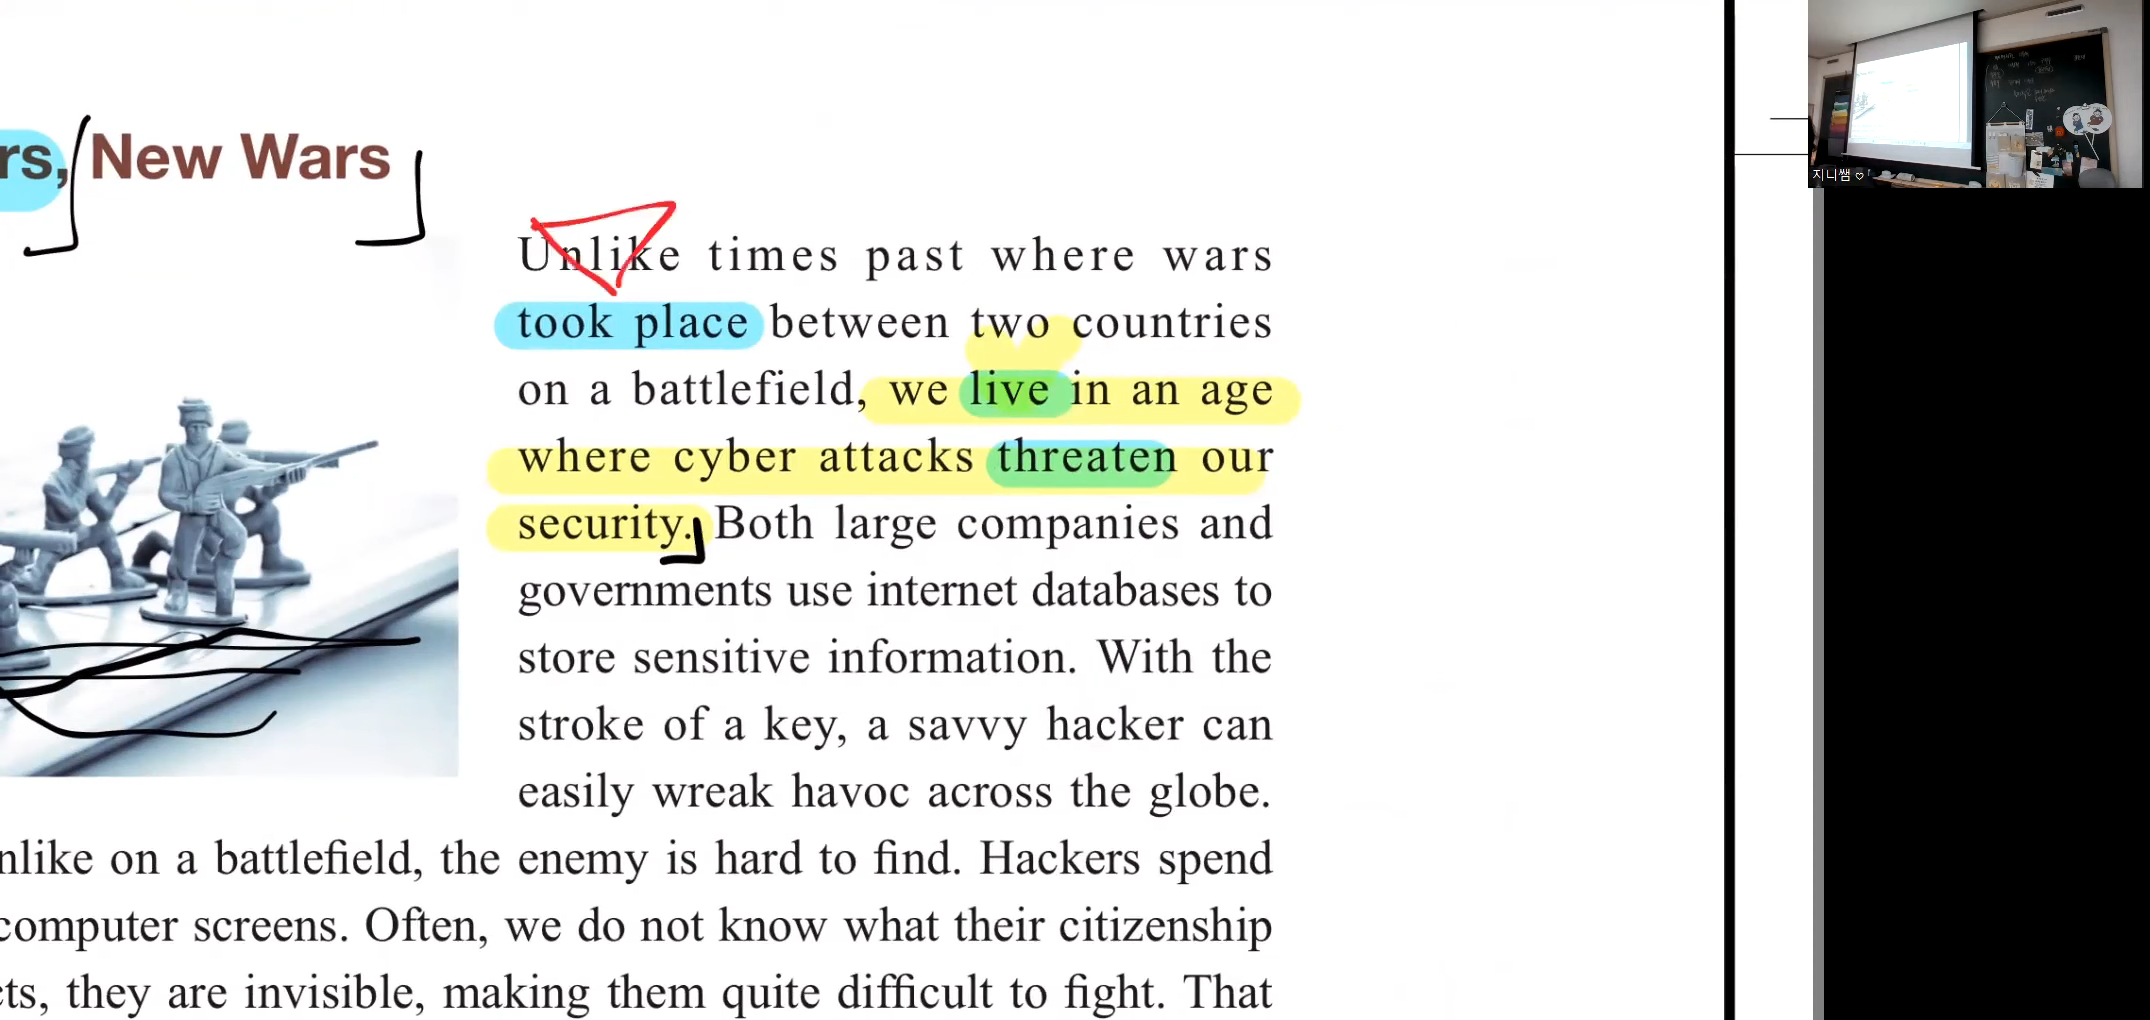 rs, New Wars
지니쌤♡
Unlike times past where wars
took place between two countries
on a battlefield, we live in an age
where cyber attacks threaten our
security. Both large companies and
governments use internet databases to
store sensitive information. With the
stroke of a key, a savvy hacker can
easily wreak havoc across the globe.
nlike on a battlefield, the enemy is hard to find. Hackers spend
computer screens. Often, we do not know what their citizenship
cts, they are invisible, making them quite difficult to fight. That